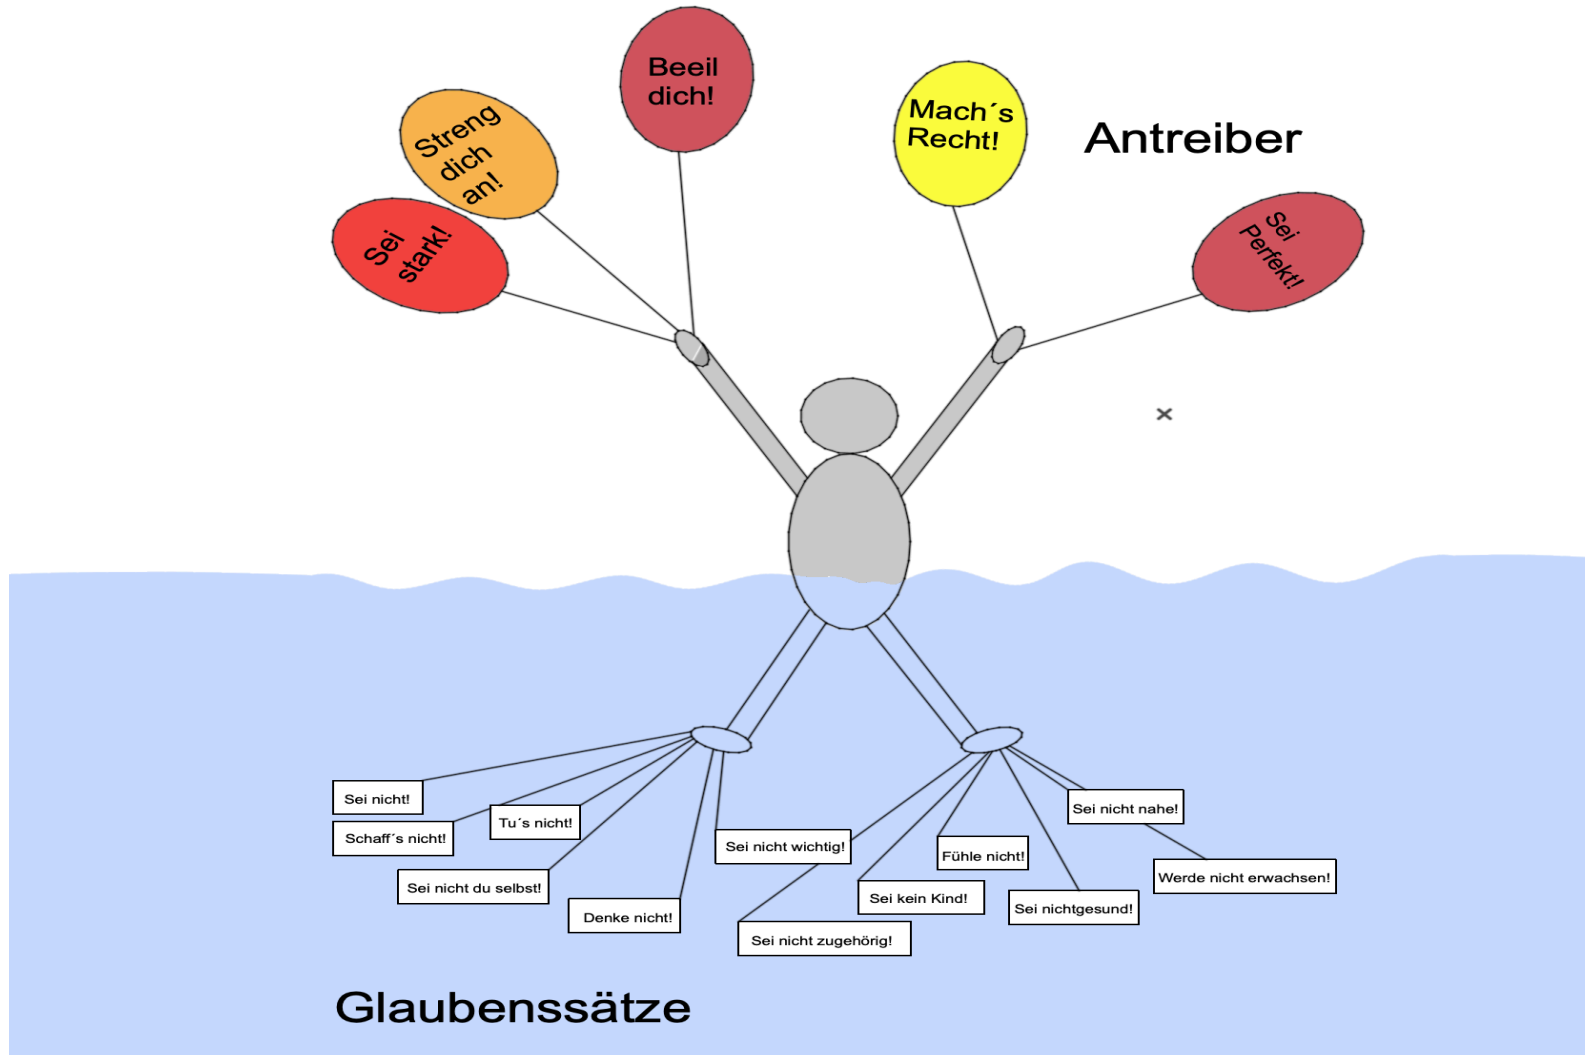 Beeil
dich!
Mach´s
Recht!
Antreiber
Streng
dich
an!
Sei
stark!
Sei
Perfekt!
Sei nicht!
Schaff´s nicht!
Tu´s nicht!
Sei nicht du selbst!
Denke nicht!
Sei nicht wichtig!
Sei nicht zugehörig!
Sei kein Kind!
Fühle nicht!
Sei nichtgesund!
Sei nicht nahe!
Werde nicht erwachsen!
Glaubenssätze